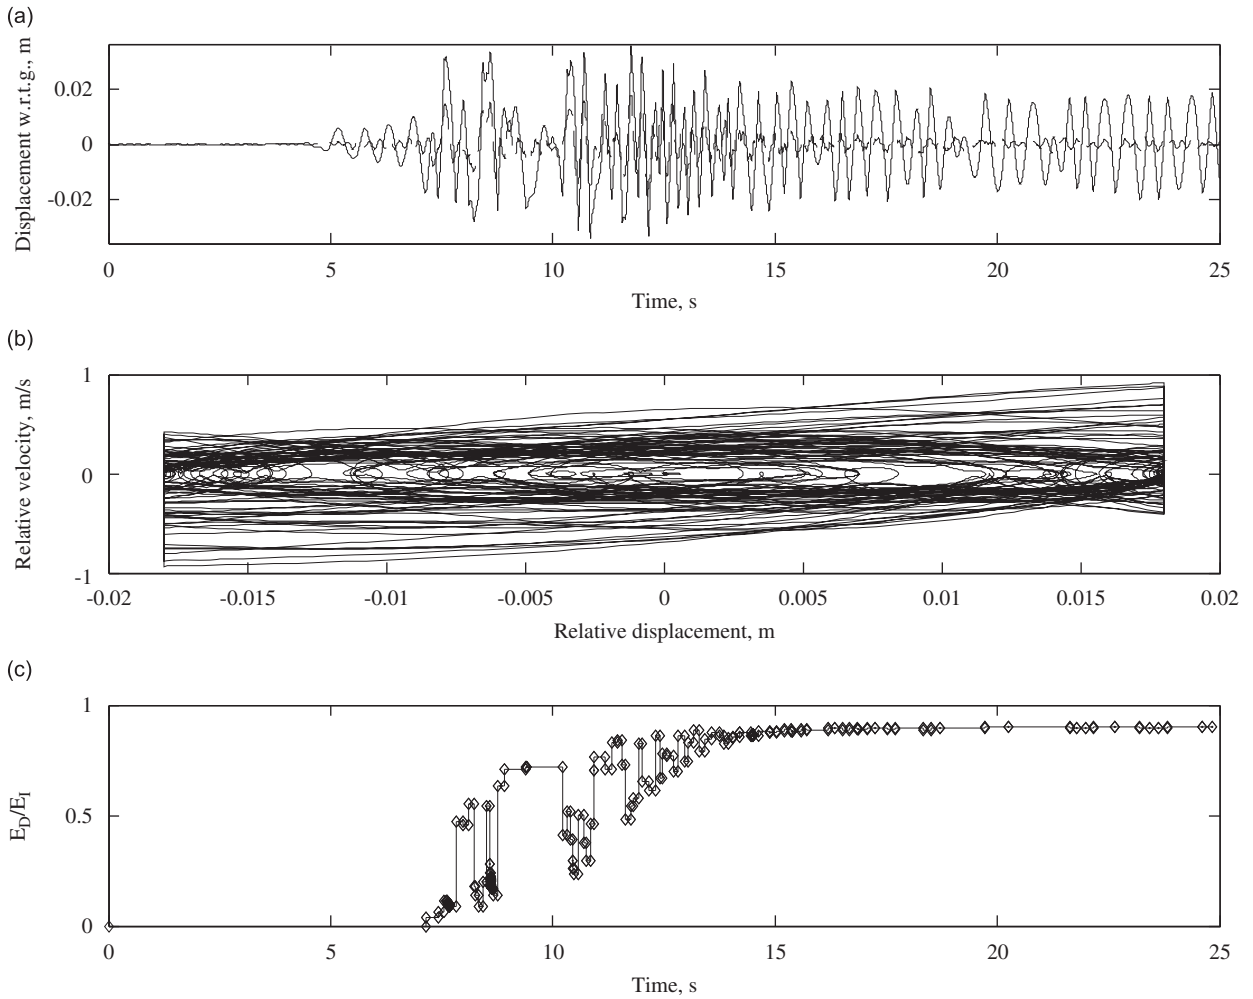 (a)
Displacement w.r.t.g., m
0.02
0
-0.02
0 5 10 15 20 25
Time, s
(b)
Relative velocity, m/s
1
0
-1
-0.02 -0.015 -0.01 -0.005 0 0.005 0.01 0.015 0.02
Relative displacement, m
(c)
E_D/E_I
1
0.5
0
0 5 10 15 20 25
Time, s